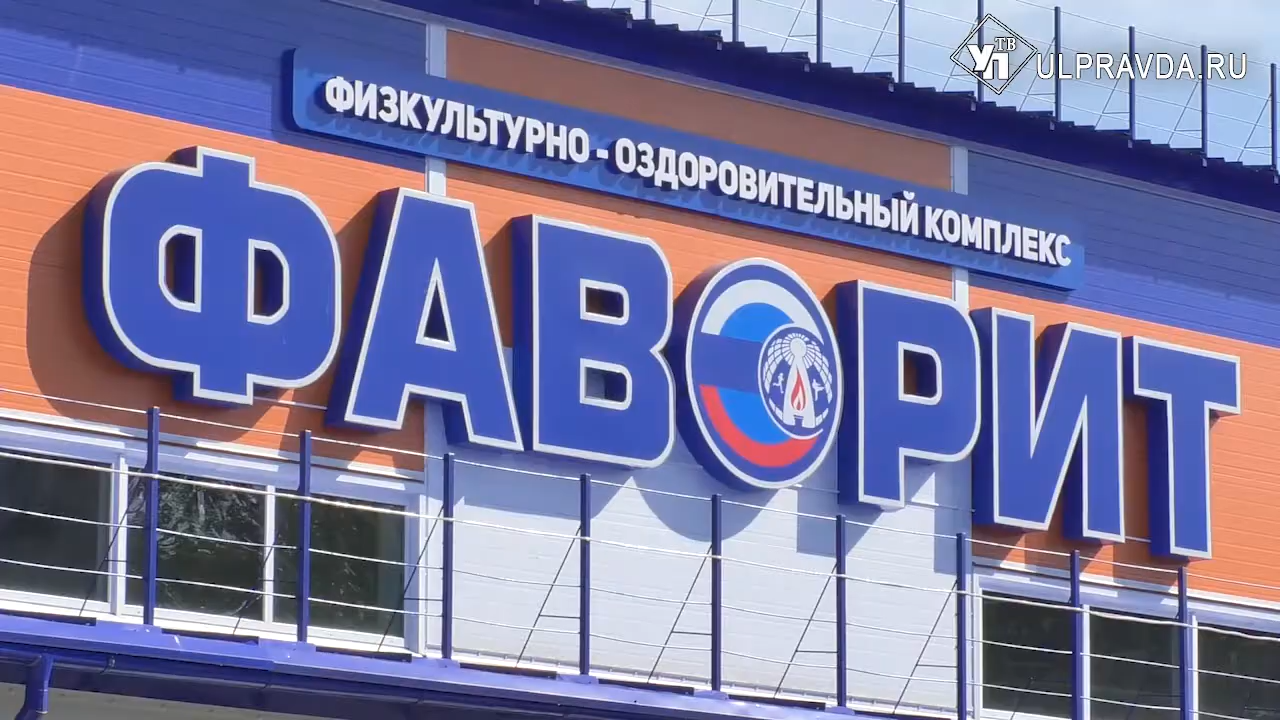 УП ТВ ULPRAVDA.RU
ФИЗКУЛЬТУРНО - ОЗДОРОВИТЕЛЬНЫЙ КОМПЛЕКС
ФАВОРИТ